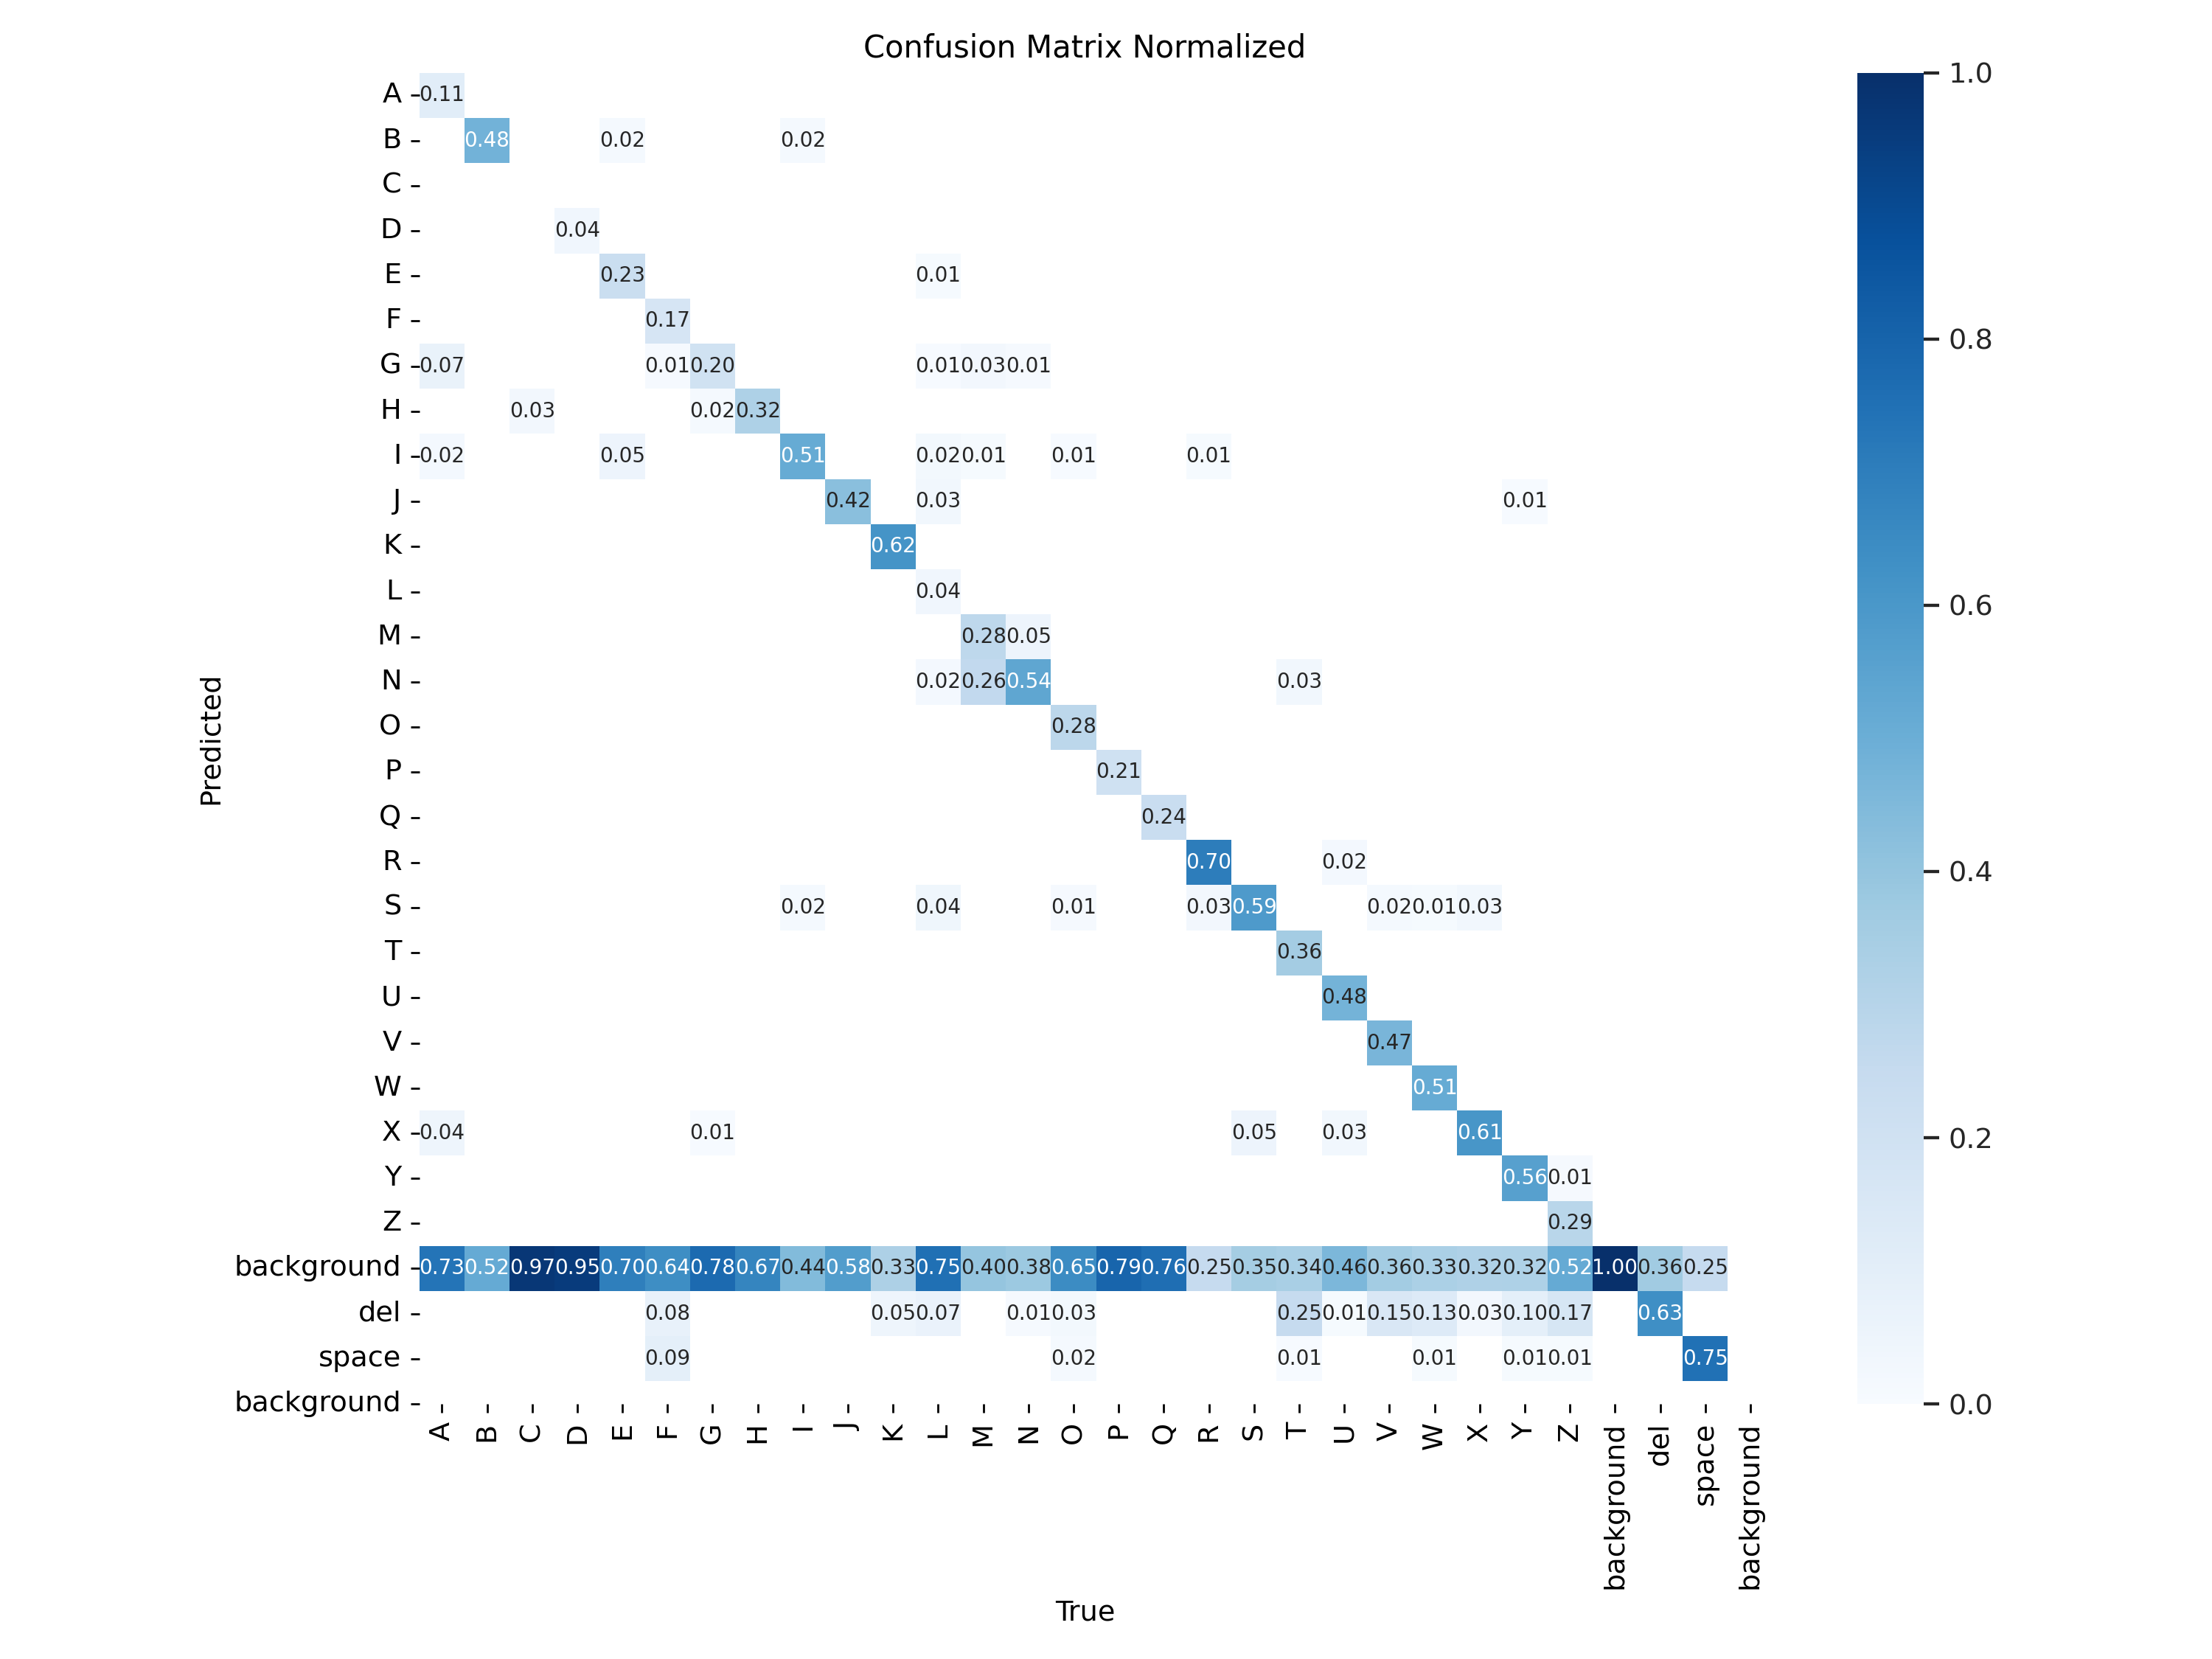 Confusion Matrix Normalized
A 0.11
B 0.48 0.02 0.02
C
D 0.04
E 0.23 0.01
F 0.17
G 0.07 0.01 0.20 0.01 0.03 0.01
H 0.03 0.02 0.32
I 0.02 0.05 0.51 0.02 0.01 0.01 0.01
J 0.42 0.03 0.01
K 0.62
L 0.04
M 0.28 0.05
N 0.02 0.26 0.54 0.03
O 0.28
P 0.21
Q 0.24
R 0.70 0.02
S 0.02 0.04 0.01 0.03 0.59 0.02 0.01 0.03
T 0.36
U 0.48
V 0.47
W 0.51
X 0.04 0.01 0.05 0.03 0.61
Y 0.56 0.01
Z 0.29
background 0.73 0.52 0.97 0.95 0.70 0.64 0.78 0.67 0.44 0.58 0.33 0.75 0.40 0.38 0.65 0.79 0.76 0.25 0.35 0.34 0.46 0.36 0.33 0.32 0.32 0.52 1.00 0.36 0.25
del 0.08 0.05 0.07 0.01 0.03 0.25 0.01 0.15 0.13 0.03 0.10 0.17 0.63
space 0.09 0.02 0.01 0.01 0.01 0.01 0.75
background
A B C D E F G H I J K L M N O P Q R S T U V W X Y Z background del space background
Predicted
True
1.0
0.8
0.6
0.4
0.2
0.0